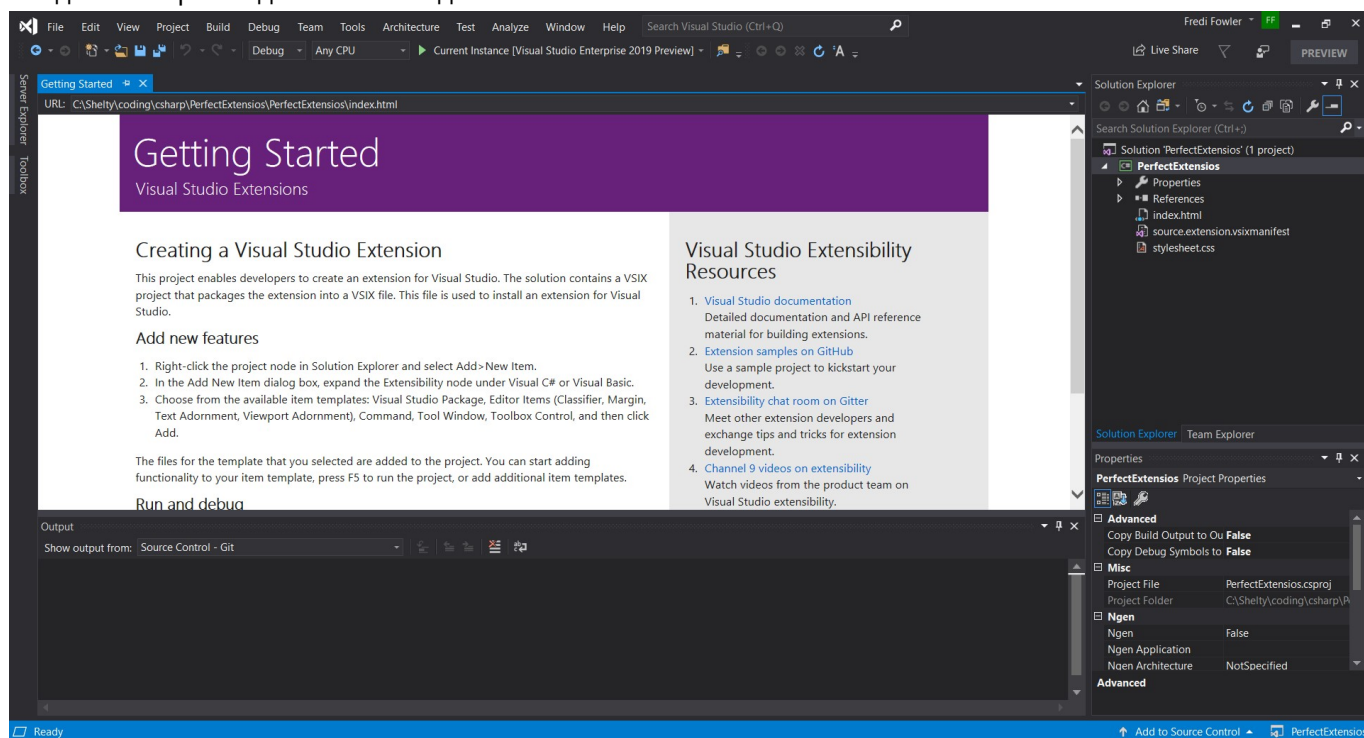 File Edit View Project Build Debug Team Tools Architecture Test Analyze Window Help Search Visual Studio (Ctrl+Q) Fredi Fowler FF
Debug Any CPU Current Instance [Visual Studio Enterprise 2019 Preview] Live Share PREVIEW
Server Explorer
Toolbox
Getting Started
URL: C:\Shelty\coding\csharp\PerfectExtensios\PerfectExtensios\index.html
Getting Started
Visual Studio Extensions
Creating a Visual Studio Extension
This project enables developers to create an extension for Visual Studio. The solution contains a VSIX
project that packages the extension into a VSIX file. This file is used to install an extension for Visual
Studio.
Add new features
1. Right-click the project node in Solution Explorer and select Add>New Item.
2. In the Add New Item dialog box, expand the Extensibility node under Visual C# or Visual Basic.
3. Choose from the available item templates: Visual Studio Package, Editor Items (Classifier, Margin,
Text Adornment, Viewport Adornment), Command, Tool Window, Toolbox Control, and then click
Add.
The files for the template that you selected are added to the project. You can start adding
functionality to your item template, press F5 to run the project, or add additional item templates.
Run and debug
Visual Studio Extensibility
Resources
1. Visual Studio documentation
Detailed documentation and API reference
material for building extensions.
2. Extension samples on GitHub
Use a sample project to kickstart your
development.
3. Extensibility chat room on Gitter
Meet other extension developers and
exchange tips and tricks for extension
development.
4. Channel 9 videos on extensibility
Watch videos from the product team on
Visual Studio extensibility.
Output
Show output from: Source Control - Git
Solution Explorer
Search Solution Explorer (Ctrl+;)
Solution 'PerfectExtensios' (1 project)
PerfectExtensios
Properties
References
index.html
source.extension.vsixmanifest
stylesheet.css
Solution Explorer Team Explorer
Properties
PerfectExtensios Project Properties
Advanced
Copy Build Output to Ou False
Copy Debug Symbols to False
Misc
Project File PerfectExtensios.csproj
Project Folder C:\Shelty\coding\csharp\P
Ngen
Ngen False
Ngen Application
Ngen Architecture NotSpecified
Advanced
Ready Add to Source Control PerfectExtensio